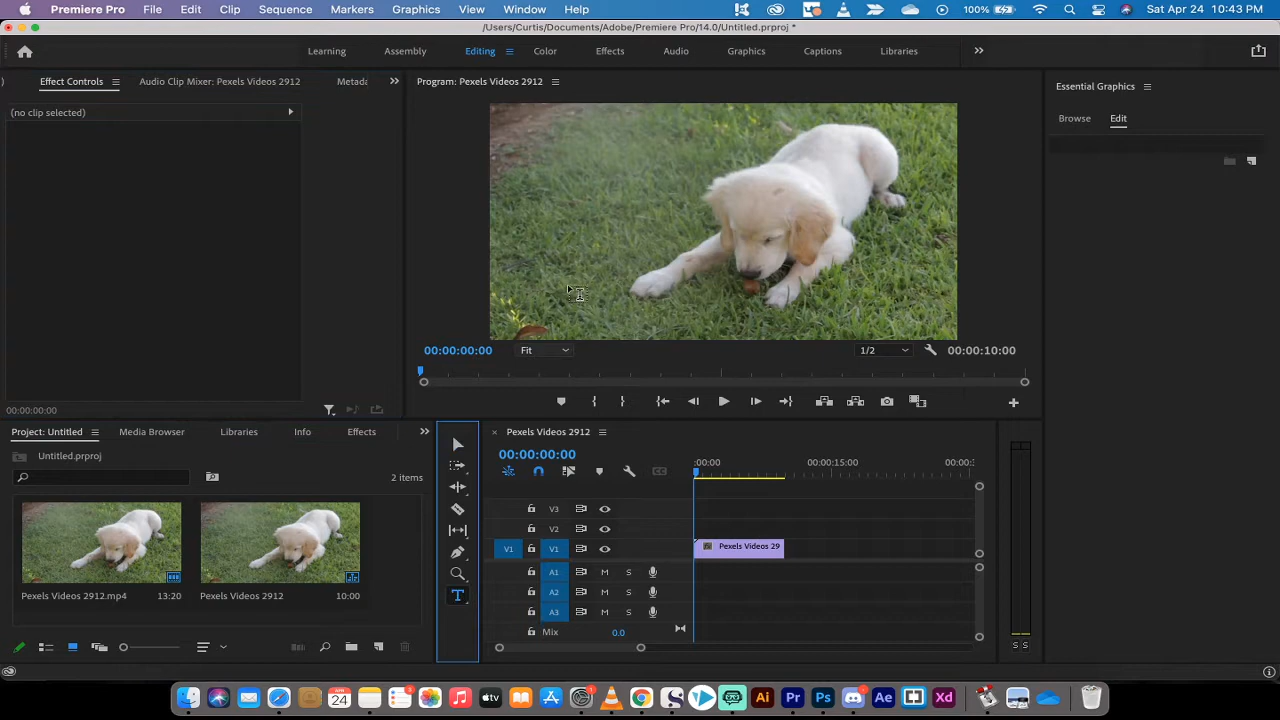 Premiere Pro File Edit Clip Sequence Markers Graphics View Window Help 100% Sat Apr 24 10:43 PM
/Users/Curtis/Documents/Adobe/Premiere Pro/14.0/Untitled.prproj *
Learning Assembly Editing Color Effects Audio Graphics Captions Libraries
Effect Controls Audio Clip Mixer: Pexels Videos 2912 Metada
Program: Pexels Videos 2912
Essential Graphics
(no clip selected)
Browse Edit
00:00:00:00 Fit 1/2 00:00:10:00
00:00:00:00
Project: Untitled Media Browser Libraries Info Effects
Pexels Videos 2912
Untitled.prproj
00:00:00:00
:00:00 00:00:15:00 00:00:3
2 items
V3
V2
V1 V1 Pexels Videos 29
A1 M S
Pexels Videos 2912.mp4 13:20 Pexels Videos 2912 10:00
A2 M S
A3 M S
Mix 0.0
S S